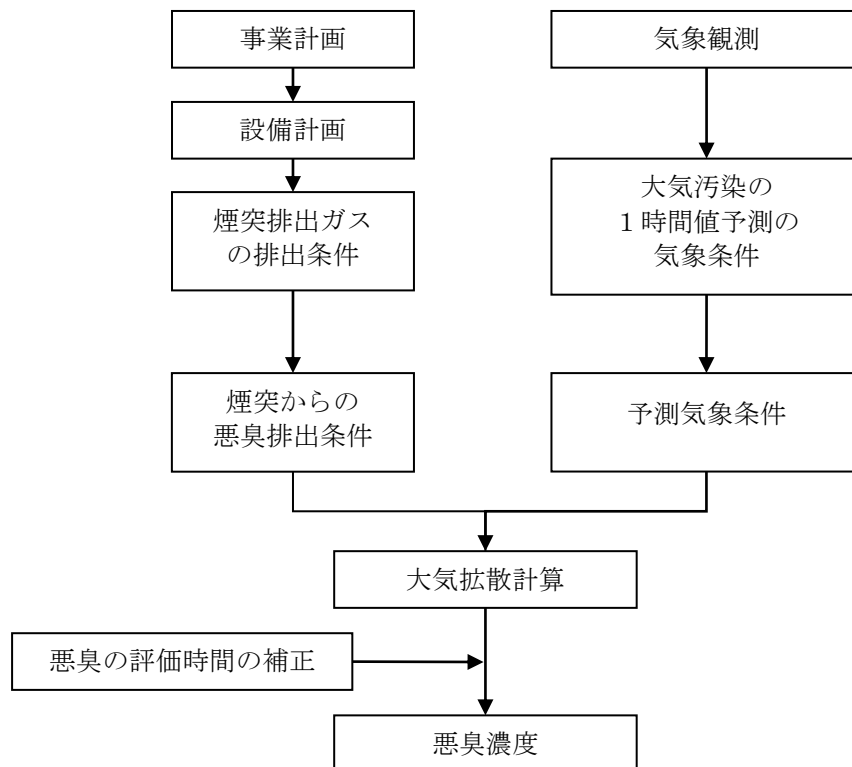 事業計画
気象観測
設備計画
煙突排出ガス
の排出条件
大気汚染の
１時間値予測の
気象条件
煙突からの
悪臭排出条件
予測気象条件
大気拡散計算
悪臭の評価時間の補正
悪臭濃度